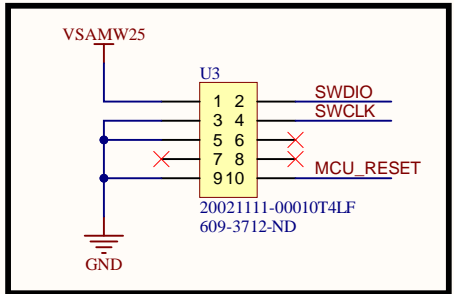 VSAMW25
U3
1 2 SWDIO
3 4 SWCLK
5 6
7 8
9 10 MCU_RESET
20021111-00010T4LF
609-3712-ND
GND